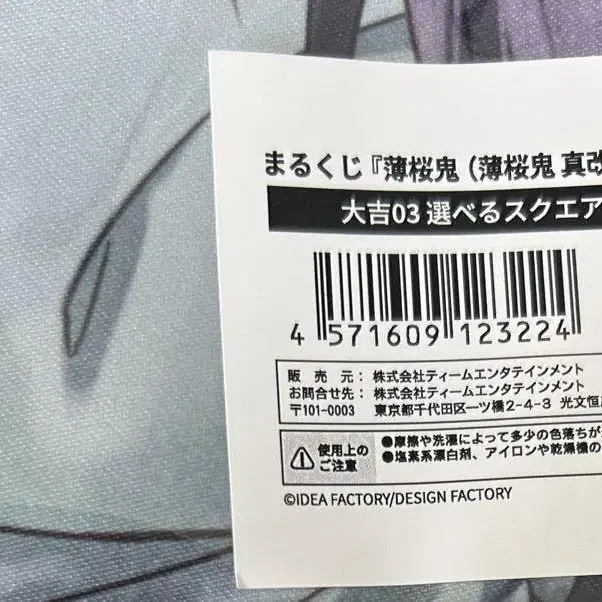 まるくじ『薄桜鬼（薄桜鬼 真改
大吉03 選べるスクエア
4 571609 123224
販売元：株式会社ティームエンタテインメント
お問合せ先：株式会社ティームエンタテインメント
〒101-0003 東京都千代田区一ツ橋2-4-3 光文恒
使用上のご注意
●摩擦や洗濯によって多少の色落ちが
●塩素系漂白剤、アイロンや乾燥機の
©IDEA FACTORY/DESIGN FACTORY